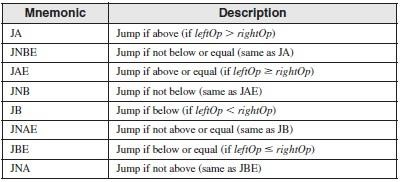 Mnemonic Description
JA Jump if above (if leftOp > rightOp)
JNBE Jump if not below or equal (same as JA)
JAE Jump if above or equal (if leftOp ≥ rightOp)
JNB Jump if not below (same as JAE)
JB Jump if below (if leftOp < rightOp)
JNAE Jump if not above or equal (same as JB)
JBE Jump if below or equal (if leftOp ≤ rightOp)
JNA Jump if not above (same as JBE)